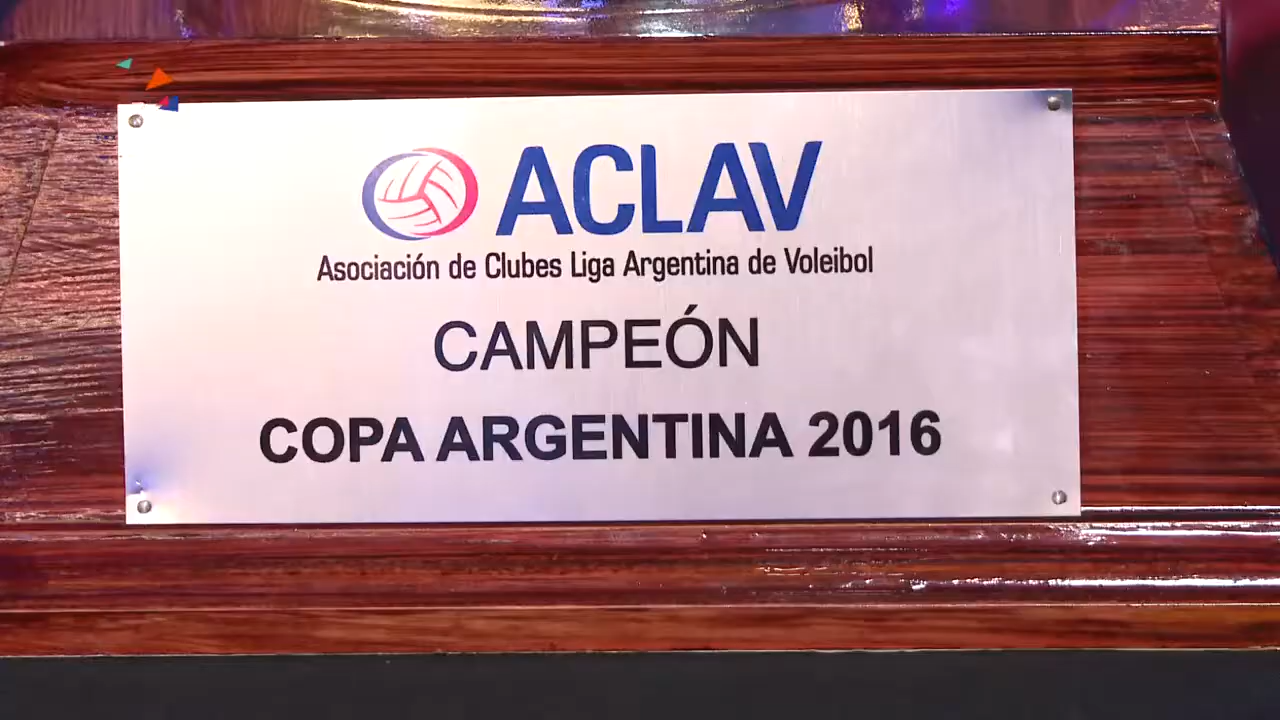 ACLAV
Asociación de Clubes Liga Argentina de Voleibol
CAMPEÓN
COPA ARGENTINA 2016